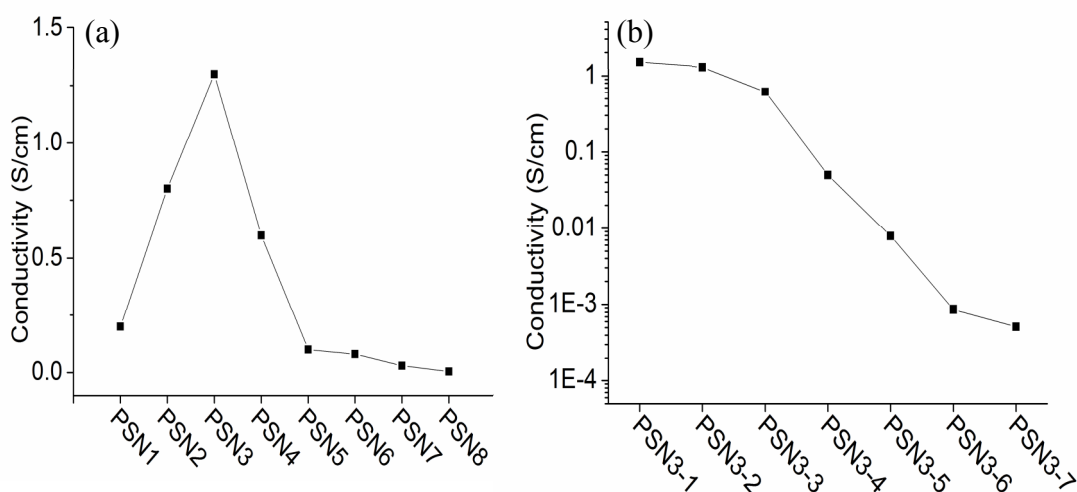 (a)
Conductivity (S/cm)
1.5
1.0
0.5
0.0
PSN1
PSN2
PSN3
PSN4
PSN5
PSN6
PSN7
PSN8
(b)
Conductivity (S/cm)
1
0.1
0.01
1E-3
1E-4
PSN3-1
PSN3-2
PSN3-3
PSN3-4
PSN3-5
PSN3-6
PSN3-7